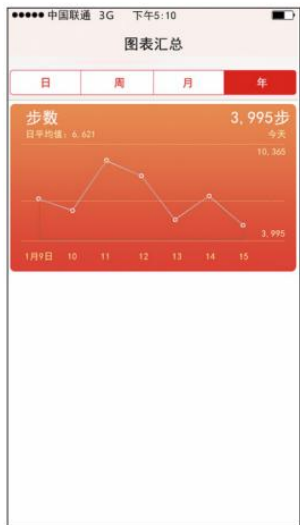 中国联通 3G 下午5:10
图表汇总
日 周 月 年
步数 3,995步
日平均值：6,621 今天
10,365
3,995
1月9日 10 11 12 13 14 15